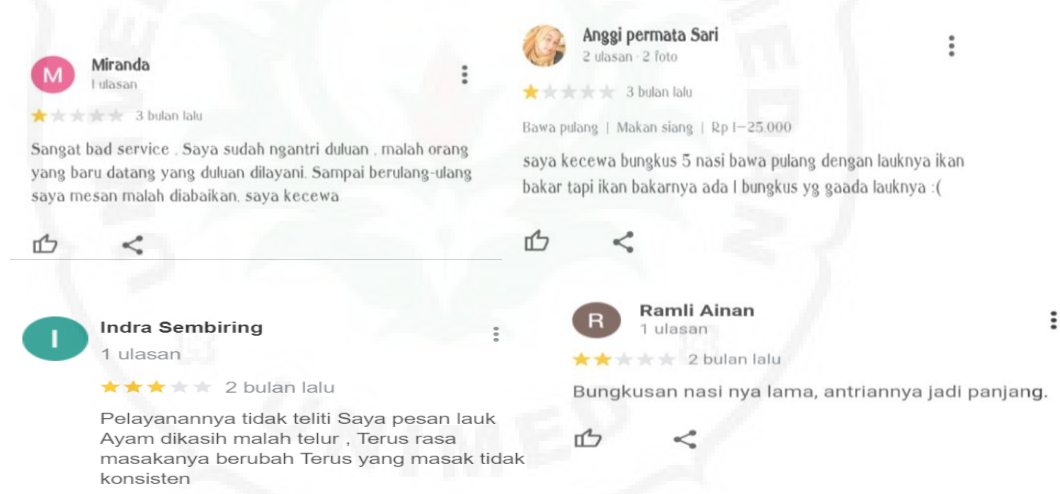 M
Miranda
1 ulasan
3 bulan lalu
Sangat bad service . Saya sudah ngantri duluan , malah orang
yang baru datang yang duluan dilayani. Sampai berulang-ulang
saya mesan malah diabaikan. saya kecewa
Anggi permata Sari
2 ulasan · 2 foto
3 bulan lalu
Bawa pulang | Makan siang | Rp 1–25.000
saya kecewa bungkus 5 nasi bawa pulang dengan lauknya ikan
bakar tapi ikan bakarnya ada 1 bungkus yg gaada lauknya :(
I
Indra Sembiring
1 ulasan
2 bulan lalu
Pelayanannya tidak teliti Saya pesan lauk
Ayam dikasih malah telur , Terus rasa
masakanya berubah Terus yang masak tidak
konsisten
R
Ramli Ainan
1 ulasan
2 bulan lalu
Bungkusan nasi nya lama, antriannya jadi panjang.